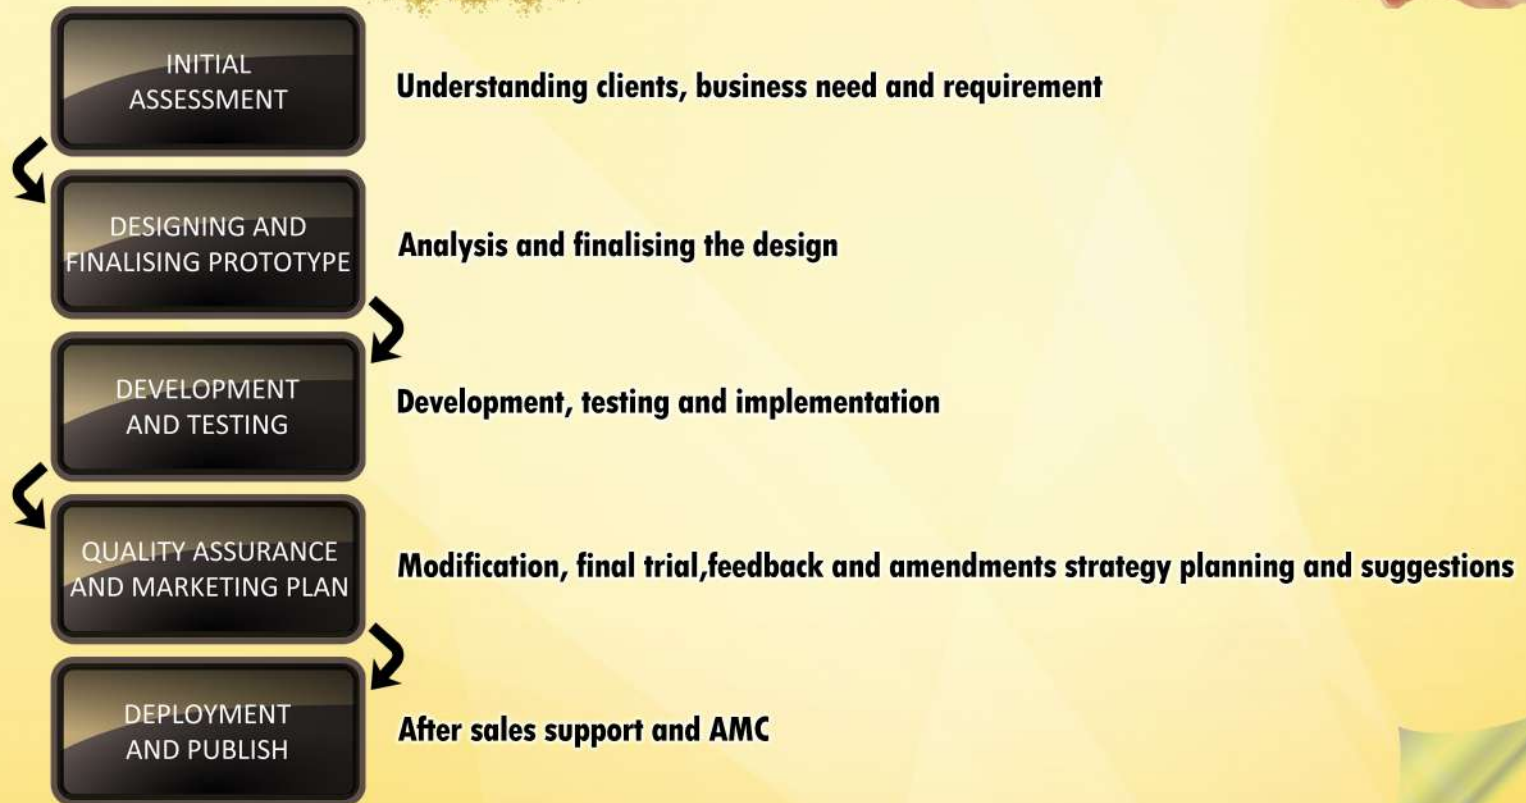 INITIAL
ASSESSMENT
Understanding clients, business need and requirement
DESIGNING AND
FINALISING PROTOTYPE
Analysis and finalising the design
DEVELOPMENT
AND TESTING
Development, testing and implementation
QUALITY ASSURANCE
AND MARKETING PLAN
Modification, final trial,feedback and amendments strategy planning and suggestions
DEPLOYMENT
AND PUBLISH
After sales support and AMC